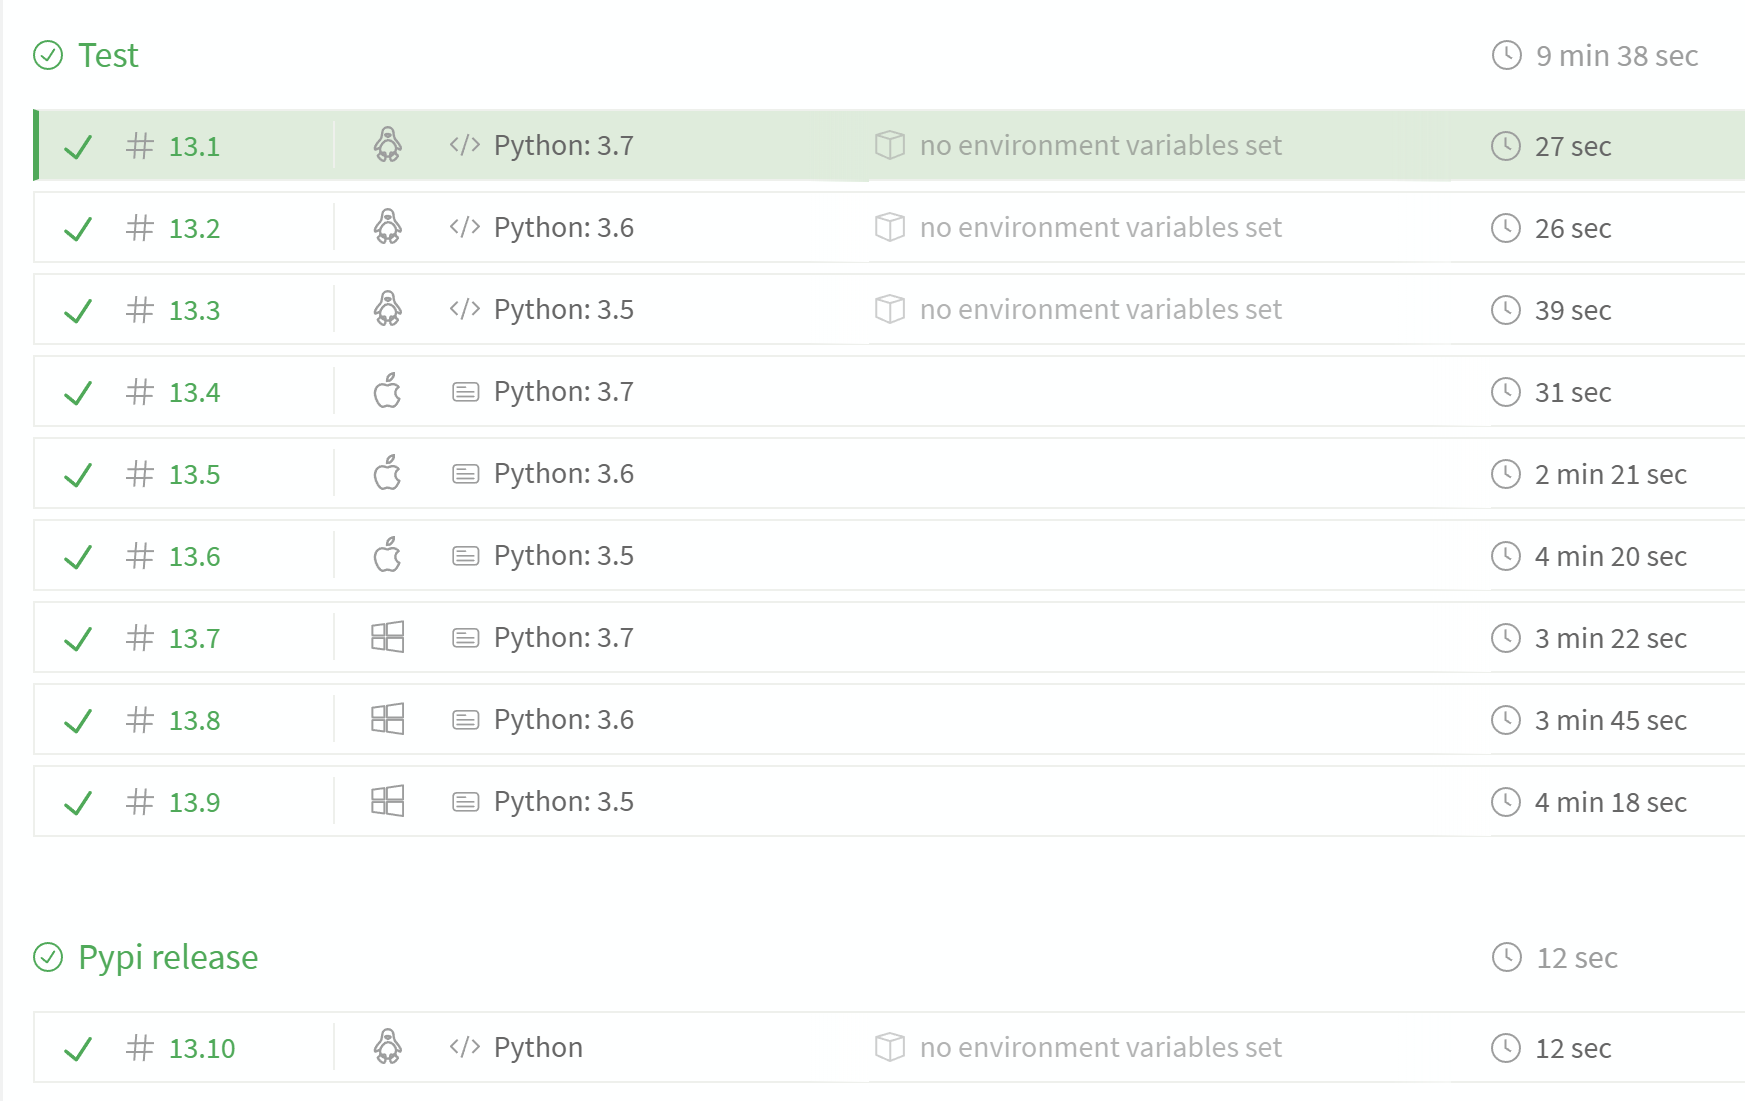 Test 9 min 38 sec
# 13.1 </> Python: 3.7 no environment variables set 27 sec
# 13.2 </> Python: 3.6 no environment variables set 26 sec
# 13.3 </> Python: 3.5 no environment variables set 39 sec
# 13.4 Python: 3.7 31 sec
# 13.5 Python: 3.6 2 min 21 sec
# 13.6 Python: 3.5 4 min 20 sec
# 13.7 Python: 3.7 3 min 22 sec
# 13.8 Python: 3.6 3 min 45 sec
# 13.9 Python: 3.5 4 min 18 sec
Pypi release 12 sec
# 13.10 </> Python no environment variables set 12 sec